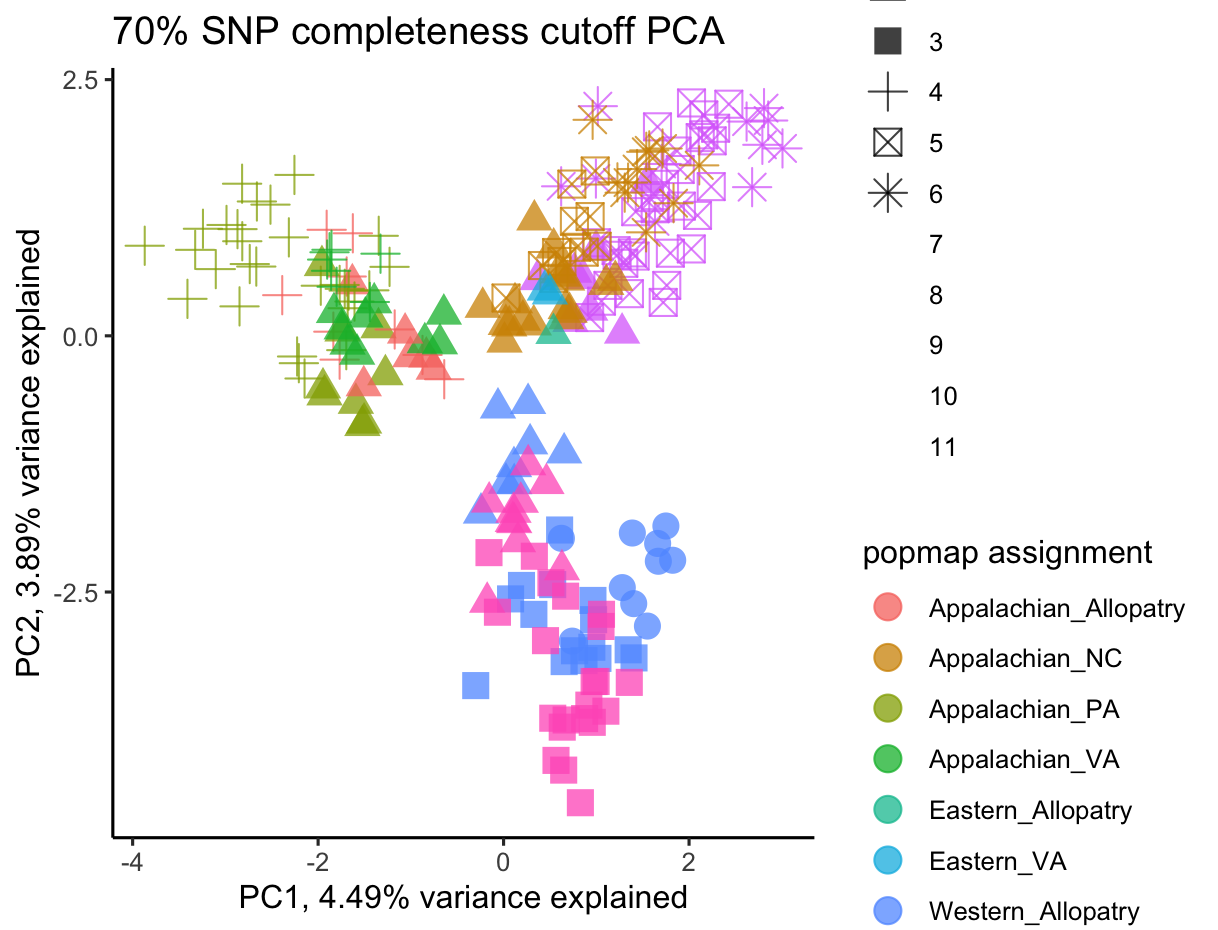 70% SNP completeness cutoff PCA
2.5
0.0
-2.5
PC2, 3.89% variance explained
-4
-2
0
2
PC1, 4.49% variance explained
3
4
5
6
7
8
9
10
11
popmap assignment
Appalachian_Allopatry
Appalachian_NC
Appalachian_PA
Appalachian_VA
Eastern_Allopatry
Eastern_VA
Western_Allopatry